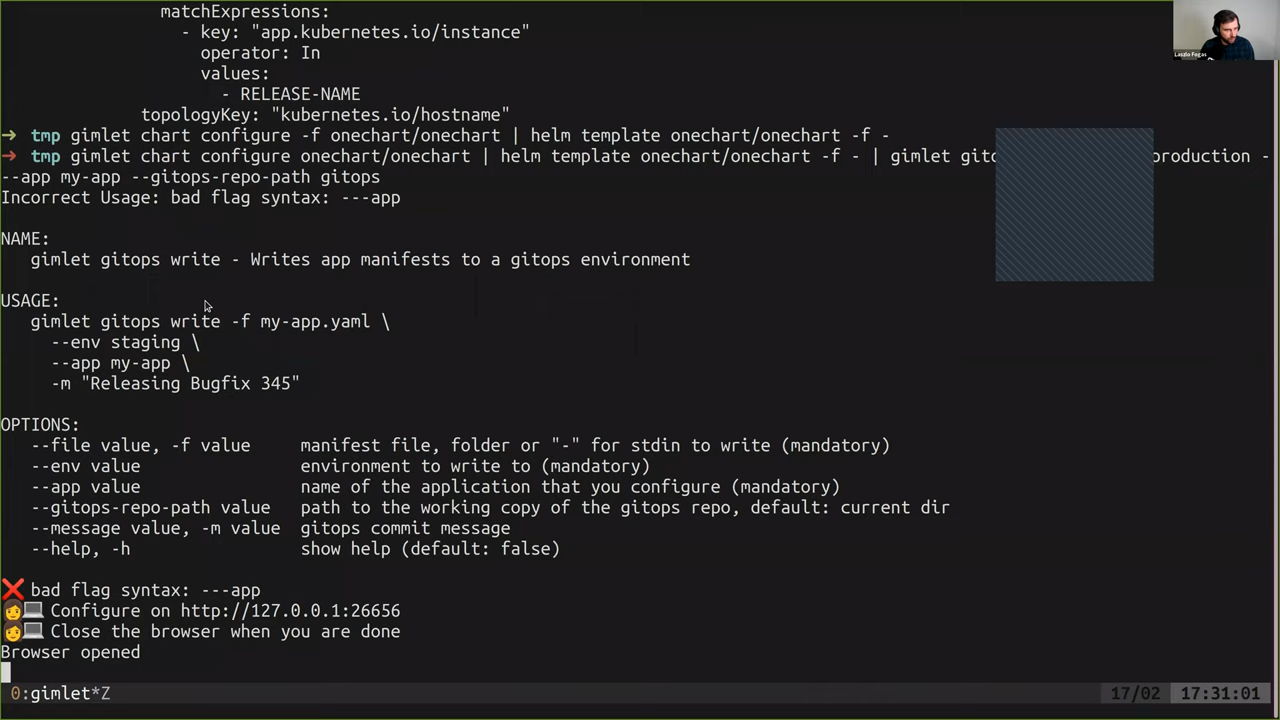 matchExpressions:
- key: "app.kubernetes.io/instance"
operator: In
values:
- RELEASE-NAME
topologyKey: "kubernetes.io/hostname"
➜ tmp gimlet chart configure -f onechart/onechart | helm template onechart/onechart -f -
➜ tmp gimlet chart configure onechart/onechart | helm template onechart/onechart -f - | gimlet production -
--app my-app --gitops-repo-path gitops
Incorrect Usage: bad flag syntax: ---app
NAME:
gimlet gitops write - Writes app manifests to a gitops environment
USAGE:
gimlet gitops write -f my-app.yaml \
--env staging \
--app my-app \
-m "Releasing Bugfix 345"
OPTIONS:
--file value, -f value manifest file, folder or "-" for stdin to write (mandatory)
--env value environment to write to (mandatory)
--app value name of the application that you configure (mandatory)
--gitops-repo-path value path to the working copy of the gitops repo, default: current dir
--message value, -m value gitops commit message
--help, -h show help (default: false)
❌ bad flag syntax: ---app
👩💻 Configure on http://127.0.0.1:26656
👩💻 Close the browser when you are done
Browser opened
0:gimlet*Z 17/02 17:31:01
Laszlo Fogas